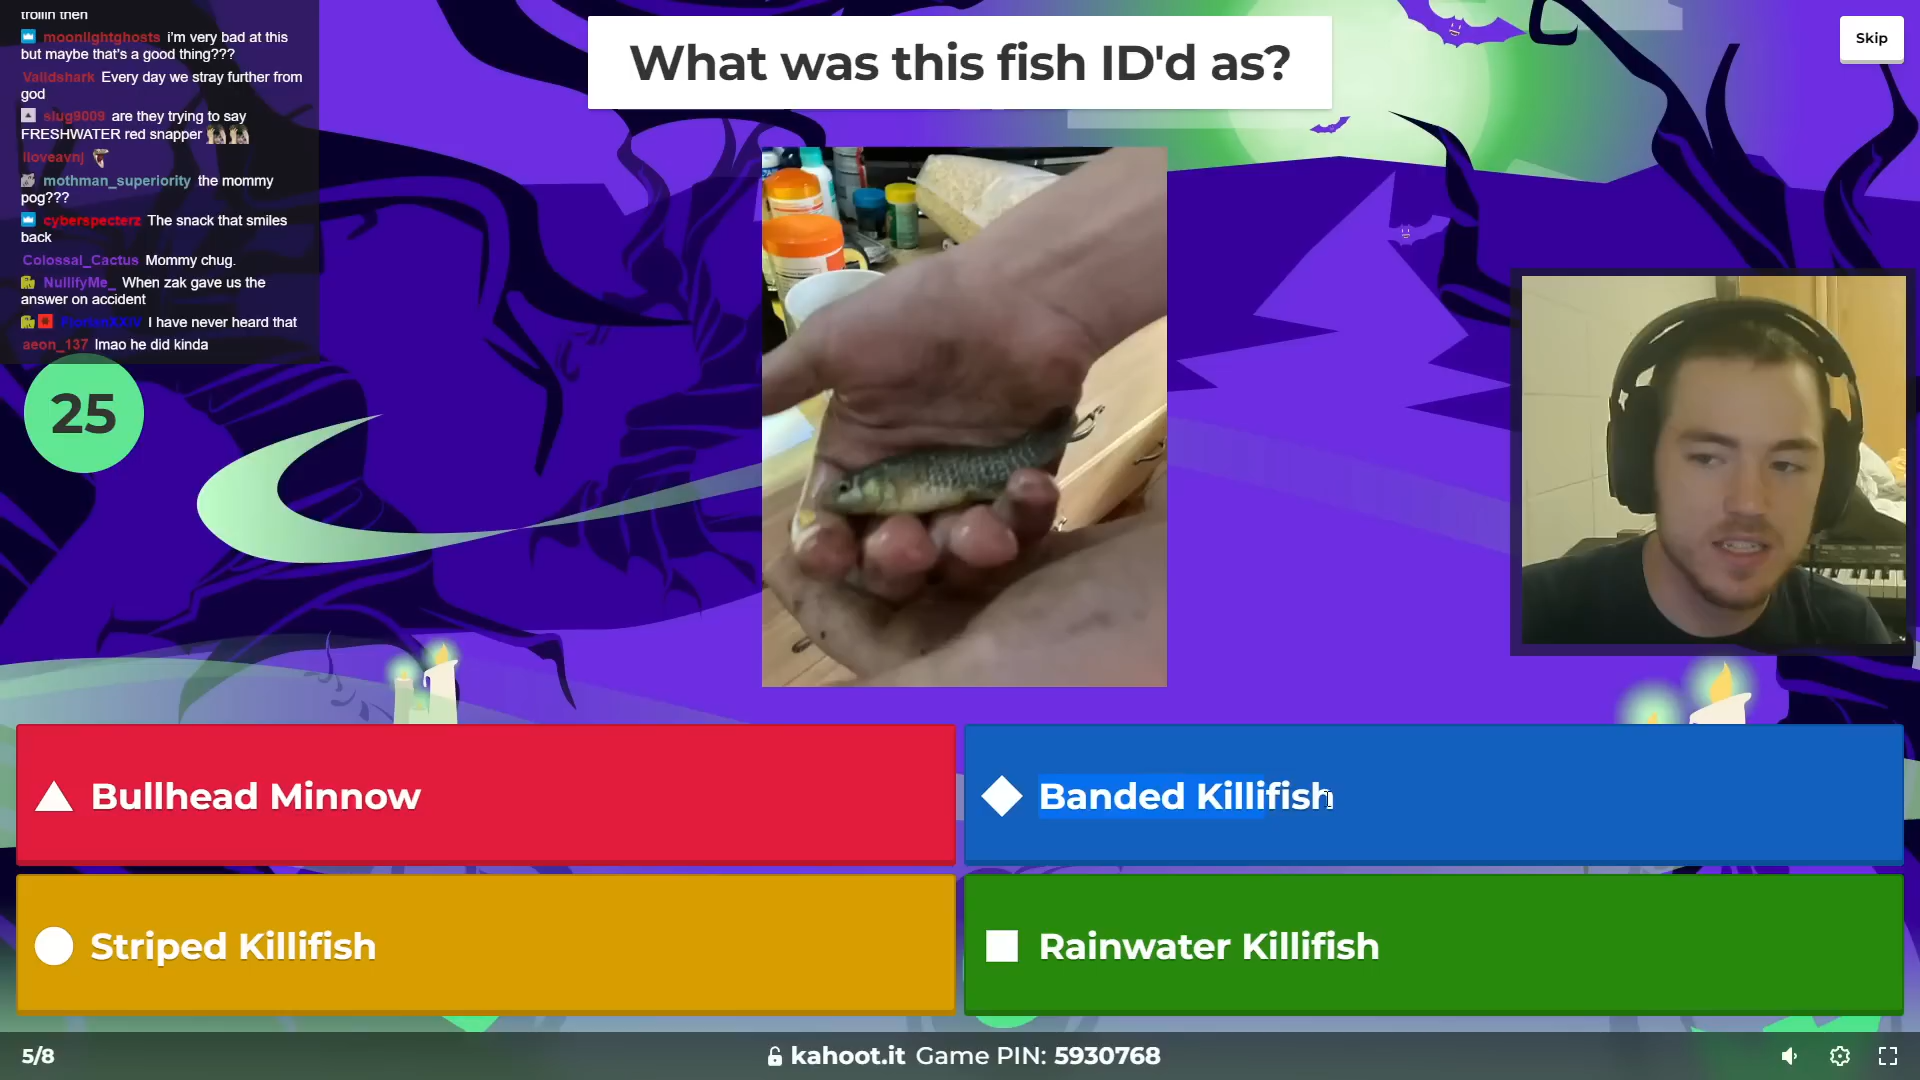 trollin then
moonlightghosts i'm very bad at this
but maybe that's a good thing???
Validshark Every day we stray further from
god
slug9009 are they trying to say
FRESHWATER red snapper
iloveavnj
mothman_superiority the mommy
pog???
cyberspecterz The snack that smiles
back
Colossal_Cactus Mommy chug.
NullifyMe_ When zak gave us the
answer on accident
FlorianXXIV I have never heard that
aeon_137 lmao he did kinda
What was this fish ID'd as?
Skip
25
Bullhead Minnow
Banded Killifish
Striped Killifish
Rainwater Killifish
5/8
kahoot.it Game PIN: 5930768